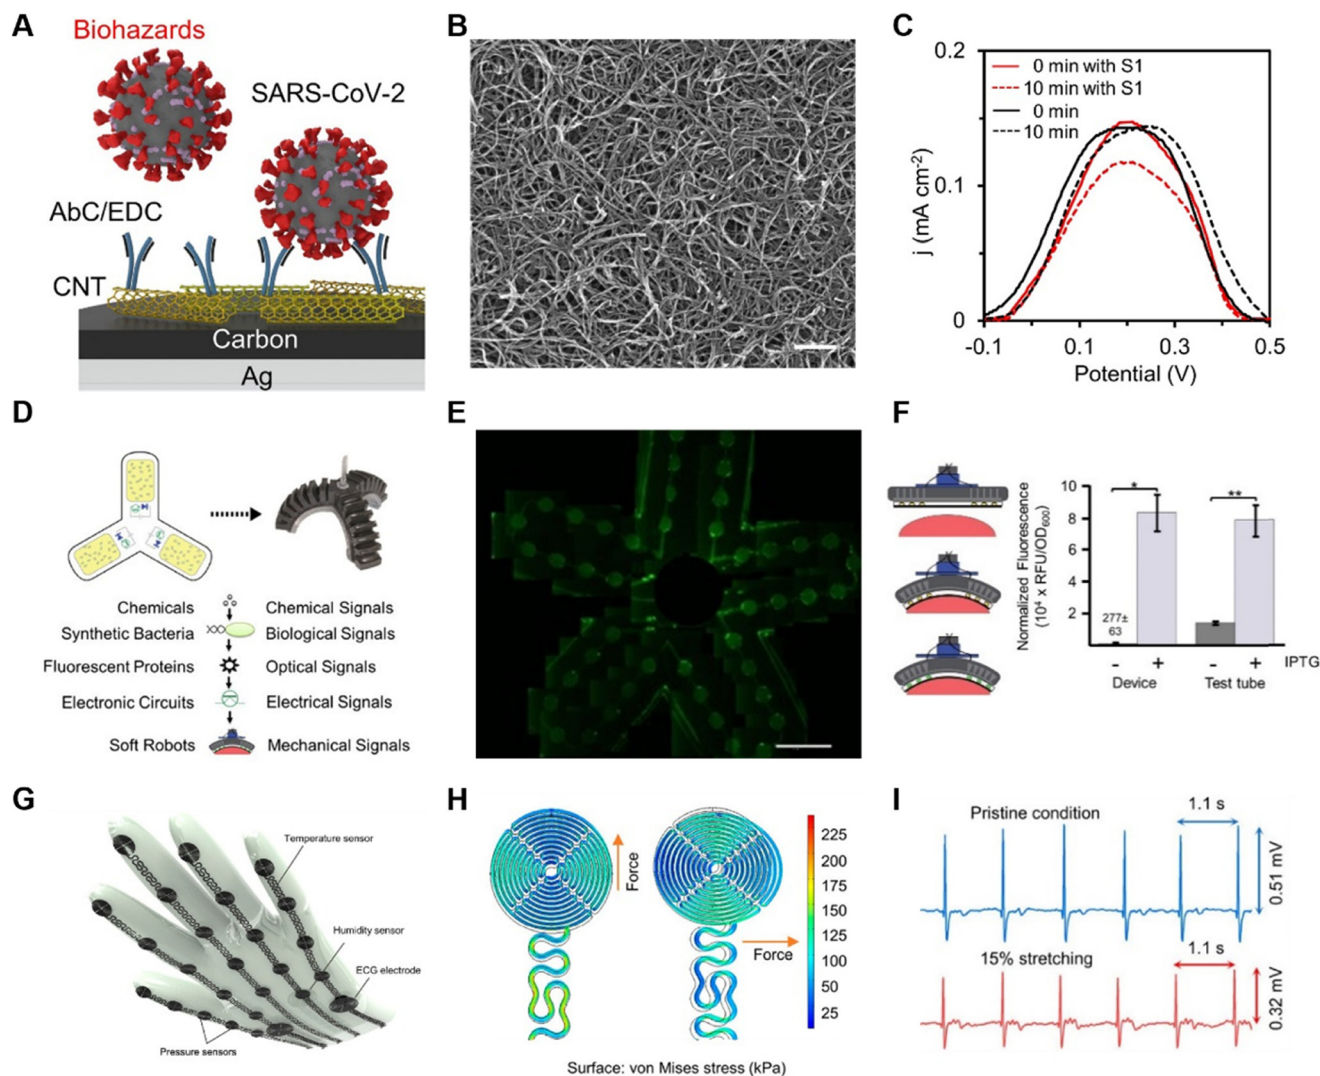 A
Biohazards
SARS-CoV-2
AbC/EDC
CNT
Carbon
Ag
B
C
0.2
0 min with S1
10 min with S1
0 min
10 min
j (mA cm-2)
0.1
0
-0.1
0.1
0.3
0.5
Potential (V)
D
Chemicals
Chemical Signals
Synthetic Bacteria
Biological Signals
Fluorescent Proteins
Optical Signals
Electronic Circuits
Electrical Signals
Soft Robots
Mechanical Signals
E
F
Normalized Fluorescence
(10⁴ x RFU/OD₆₀₀)
10
8
6
4
2
277±
63
*
**
- + - + IPTG
Device
Test tube
G
Temperature sensor
Humidity sensor
ECG electrode
Pressure sensors
H
Force
Force
225
200
175
150
125
100
75
50
25
Surface: von Mises stress (kPa)
I
Pristine condition
1.1 s
0.51 mV
15% stretching
1.1 s
0.32 mV